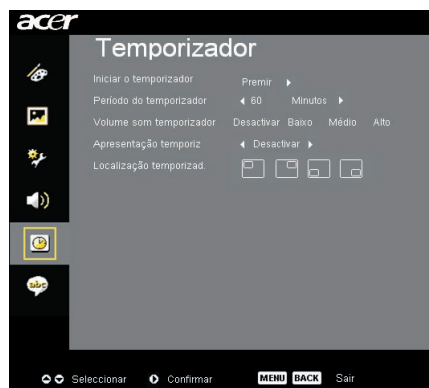 acer
Temporizador
Iniciar o temporizador Premir
Período do temporizador 60 Minutos
Volume som temporizador Desactivar Baixo Médio Alto
Apresentação temporiz Desactivar
Localização temporizad.
abc
Seleccionar Confirmar MENU BACK Sair